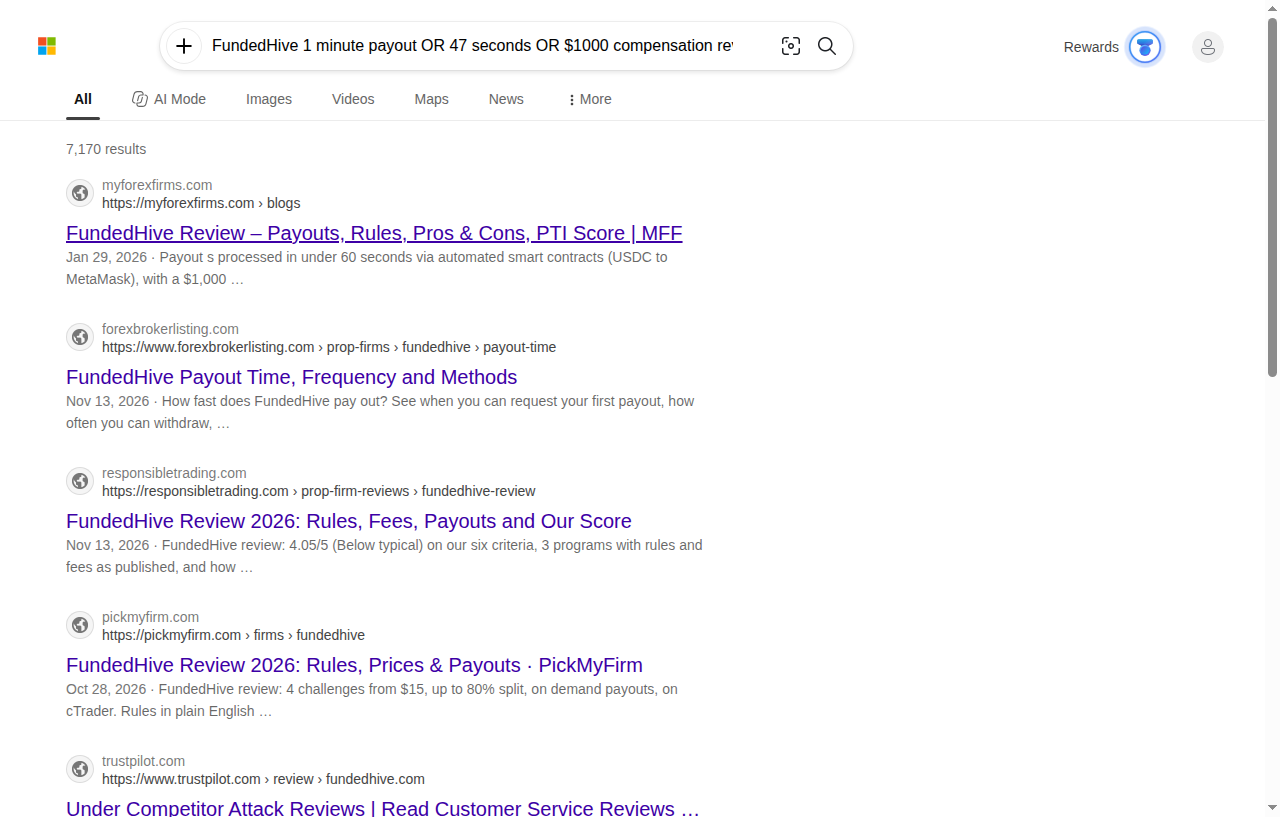 FundedHive 1 minute payout OR 47 seconds OR $1000 compensation
Rewards
All
AI Mode
Images
Videos
Maps
News
More
7,170 results
myforexfirms.com
https://myforexfirms.com › blogs
FundedHive Review – Payouts, Rules, Pros & Cons, PTI Score | MFF
Jan 29, 2026 · Payout s processed in under 60 seconds via automated smart contracts (USDC to
MetaMask), with a $1,000 …
forexbrokerlisting.com
https://www.forexbrokerlisting.com › prop-firms › fundedhive › payout-time
FundedHive Payout Time, Frequency and Methods
Nov 13, 2026 · How fast does FundedHive pay out? See when you can request your first payout, how
often you can withdraw, …
responsibletrading.com
https://responsibletrading.com › prop-firm-reviews › fundedhive-review
FundedHive Review 2026: Rules, Fees, Payouts and Our Score
Nov 13, 2026 · FundedHive review: 4.05/5 (Below typical) on our six criteria, 3 programs with rules and
fees as published, and how …
pickmyfirm.com
https://pickmyfirm.com › firms › fundedhive
FundedHive Review 2026: Rules, Prices & Payouts · PickMyFirm
Oct 28, 2026 · FundedHive review: 4 challenges from $15, up to 80% split, on demand payouts, on
cTrader. Rules in plain English …
trustpilot.com
https://www.trustpilot.com › review › fundedhive.com
Under Competitor Attack Reviews | Read Customer Service Reviews …